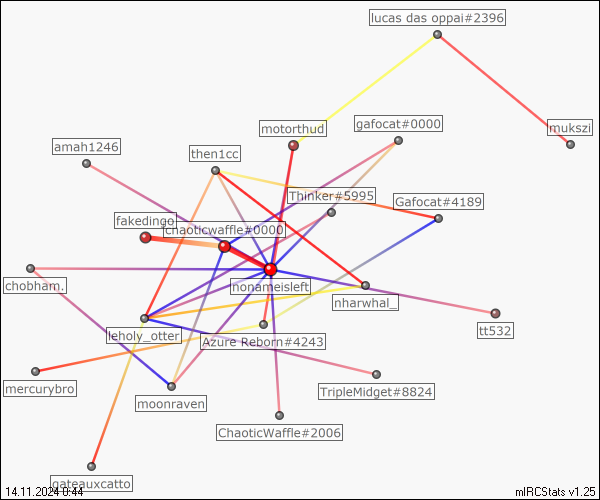 lucas das oppai#2396
mukszi
motorthud
gafocat#0000
amah1246
then1cc
Thinker#5995
Gafocat#4189
fakedingo
chaoticwaffle#0000
nonameisleft
chobham.
nharwhal_
tt532
leholy_otter
Azure Reborn#4243
mercurybro
TripleMidget#8824
moonraven
ChaoticWaffle#2006
gateauxcatto
14.11.2024 0:44
mIRCStats v1.25